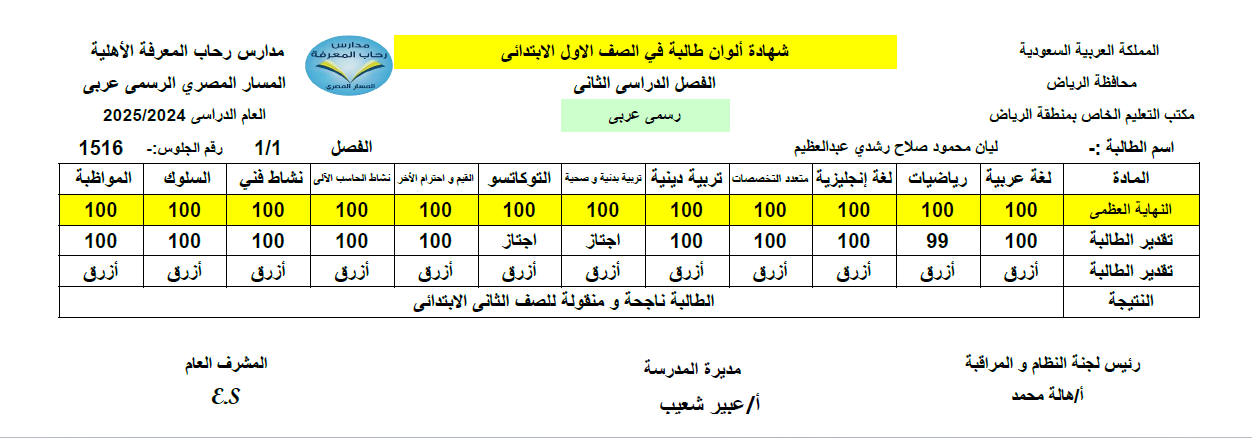 المملكة العربية السعودية
شهادة ألوان طالبة في الصف الاول الابتدائى
مدارس رحاب المعرفة
المسار المصري
مدارس رحاب المعرفة الأهلية
محافظة الرياض
الفصل الدراسى الثانى
المسار المصري الرسمى عربى
مكتب التعليم الخاص بمنطقة الرياض
رسمى عربى
العام الدراسى 2025/2024
اسم الطالبة :- ليان محمود صلاح رشدي عبدالعظيم الفصل 1/1 رقم الجلوس:- 1516
المادة لغة عربية رياضيات لغة إنجليزية متعدد التخصصات تربية دينية تربية بدنية و صحية التوكاتسو القيم و احترام الأخر نشاط الحاسب الآلى نشاط فني السلوك المواظبة
النهاية العظمى 100 100 100 100 100 100 100 100 100 100 100 100
تقدير الطالبة 100 99 100 100 100 اجتاز اجتاز 100 100 100 100 100
تقدير الطالبة أزرق أزرق أزرق أزرق أزرق أزرق أزرق أزرق أزرق أزرق أزرق أزرق
النتيجة الطالبة ناجحة و منقولة للصف الثانى الابتدائى
رئيس لجنة النظام و المراقبة
أ/هالة محمد
مديرة المدرسة
أ/عبير شعيب
المشرف العام
E.S